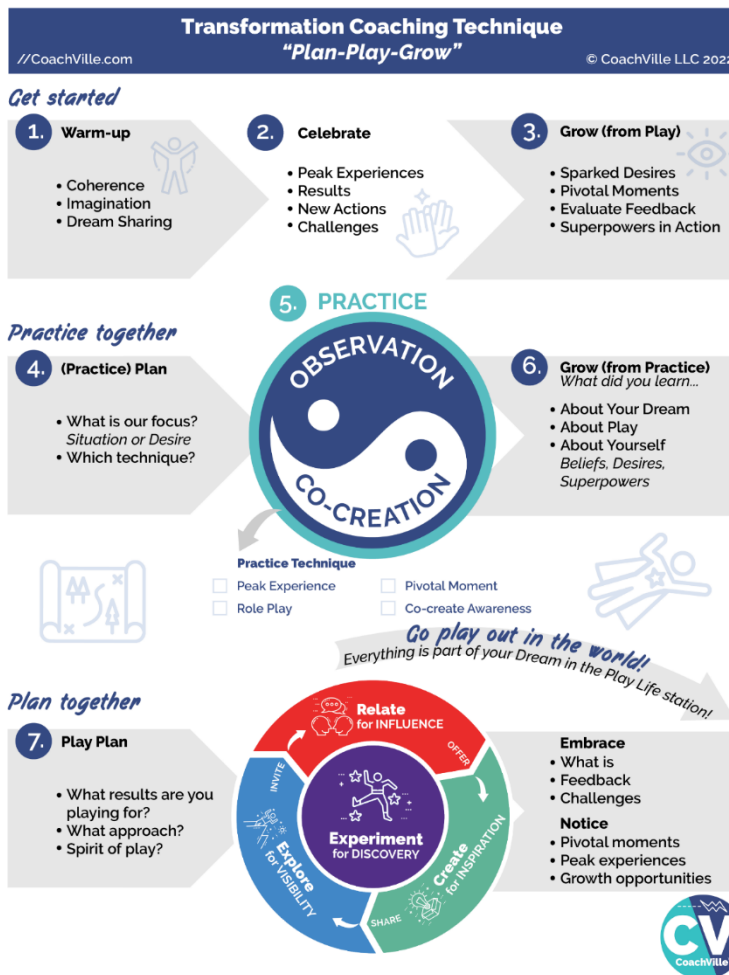 Transformation Coaching Technique
“Plan-Play-Grow”
//CoachVille.com
© CoachVille LLC 2022
Get started
1. Warm-up
• Coherence
• Imagination
• Dream Sharing
2. Celebrate
• Peak Experiences
• Results
• New Actions
• Challenges
3. Grow (from Play)
• Sparked Desires
• Pivotal Moments
• Evaluate Feedback
• Superpowers in Action
Practice together
4. (Practice) Plan
• What is our focus?
Situation or Desire
• Which technique?
5. PRACTICE
OBSERVATION
CO-CREATION
6. Grow (from Practice)
What did you learn...
• About Your Dream
• About Play
• About Yourself
Beliefs, Desires,
Superpowers
Practice Technique
Peak Experience
Pivotal Moment
Role Play
Co-create Awareness
Go play out in the world!
Everything is part of your Dream in the Play Life station!
Plan together
7. Play Plan
• What results are you
playing for?
• What approach?
• Spirit of play?
Relate
for INFLUENCE
OFFER
Create
for INSPIRATION
SHARE
Explore
for VISIBILITY
INVITE
Experiment
for DISCOVERY
Embrace
• What is
• Feedback
• Challenges
Notice
• Pivotal moments
• Peak experiences
• Growth opportunities
CV
CoachVille